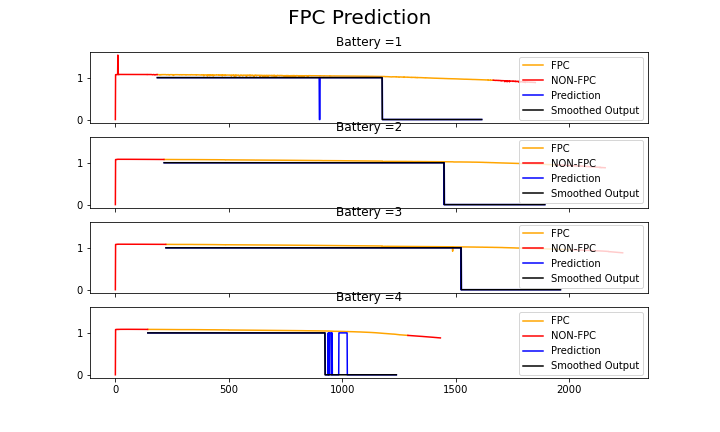 FPC Prediction
Battery =1
1
0
FPC
NON-FPC
Prediction
Smoothed Output
Battery =2
1
0
FPC
NON-FPC
Prediction
Smoothed Output
Battery =3
1
0
FPC
NON-FPC
Prediction
Smoothed Output
Battery =4
1
0
FPC
NON-FPC
Prediction
Smoothed Output
0 500 1000 1500 2000